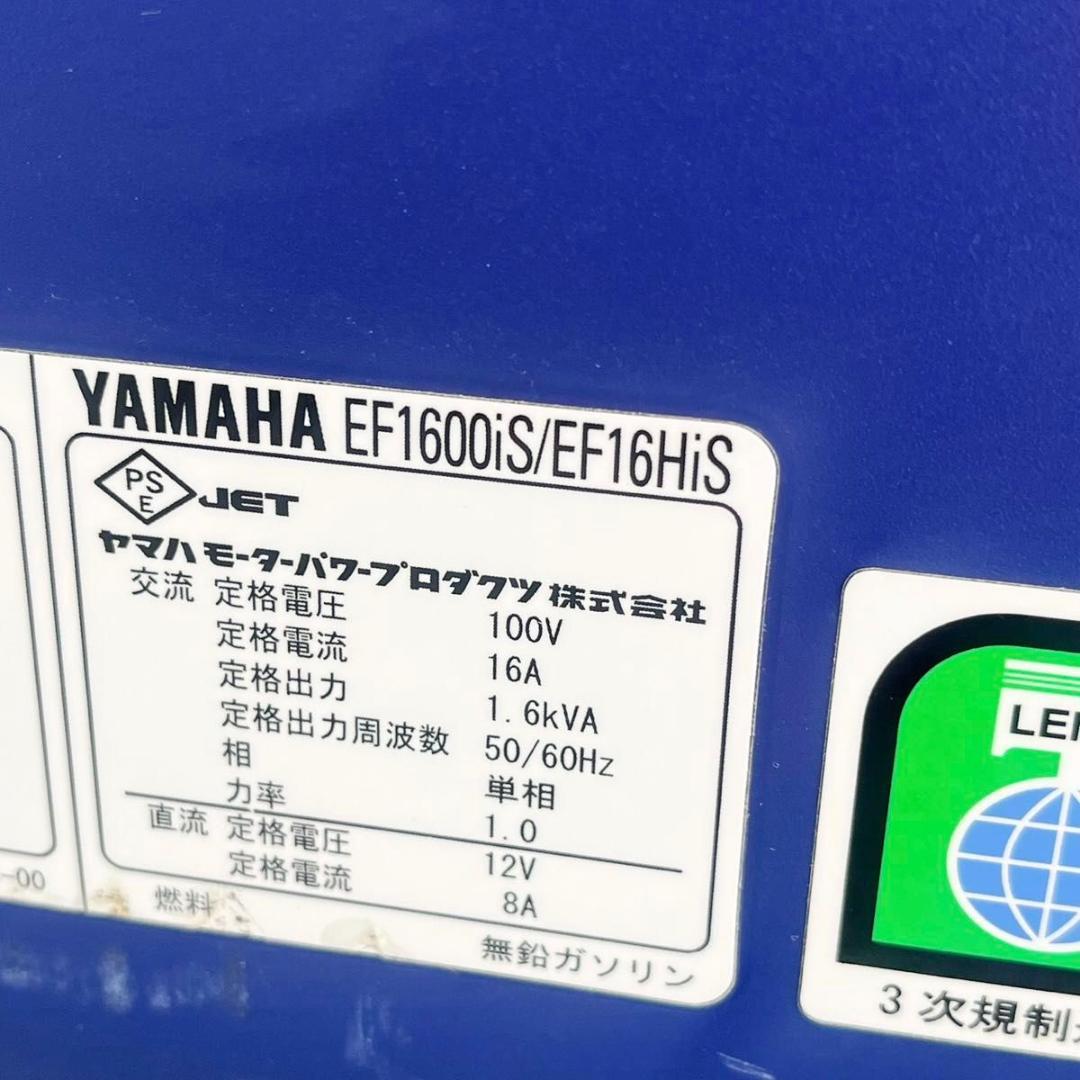 YAMAHA EF1600iS/EF16HiS
PS
E
JET
ヤマハモーターパワープロダクツ株式会社
交流 定格電圧 100V
定格電流 16A
定格出力 1.6kVA
定格出力周波数 50/60Hz
相 単相
力率 1.0
直流 定格電圧 12V
定格電流 8A
燃料 無鉛ガソリン
-00
LE
3次規制